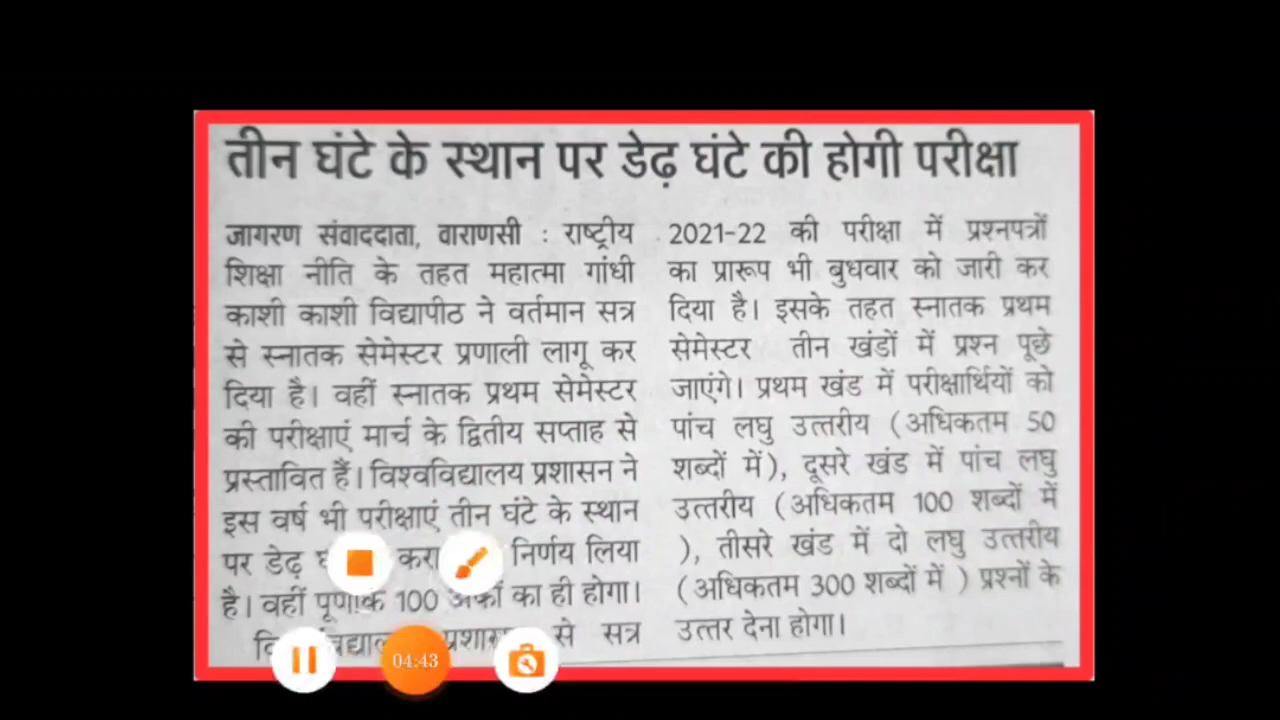 तीन घंटे के स्थान पर डेढ़ घंटे की होगी परीक्षा
जागरण संवाददाता, वाराणसी : राष्ट्रीय
शिक्षा नीति के तहत महात्मा गांधी
काशी काशी विद्यापीठ ने वर्तमान सत्र
से स्नातक सेमेस्टर प्रणाली लागू कर
दिया है। वहीं स्नातक प्रथम सेमेस्टर
की परीक्षाएं मार्च के द्वितीय सप्ताह से
प्रस्तावित हैं। विश्वविद्यालय प्रशासन ने
इस वर्ष भी परीक्षाएं तीन घंटे के स्थान
पर डेढ़ निर्णय लिया
है। वहीं पूर्णांक 100 अंकों का ही होगा।
से सत्र
2021-22 की परीक्षा में प्रश्नपत्रों
का प्रारूप भी बुधवार को जारी कर
दिया है। इसके तहत स्नातक प्रथम
सेमेस्टर तीन खंडों में प्रश्न पूछे
जाएंगे। प्रथम खंड में परीक्षार्थियों को
पांच लघु उत्तरीय (अधिकतम 50
शब्दों में), दूसरे खंड में पांच लघु
उत्तरीय (अधिकतम 100 शब्दों में
), तीसरे खंड में दो लघु उत्तरीय
(अधिकतम 300 शब्दों में ) प्रश्नों के
उत्तर देना होगा।
04:43